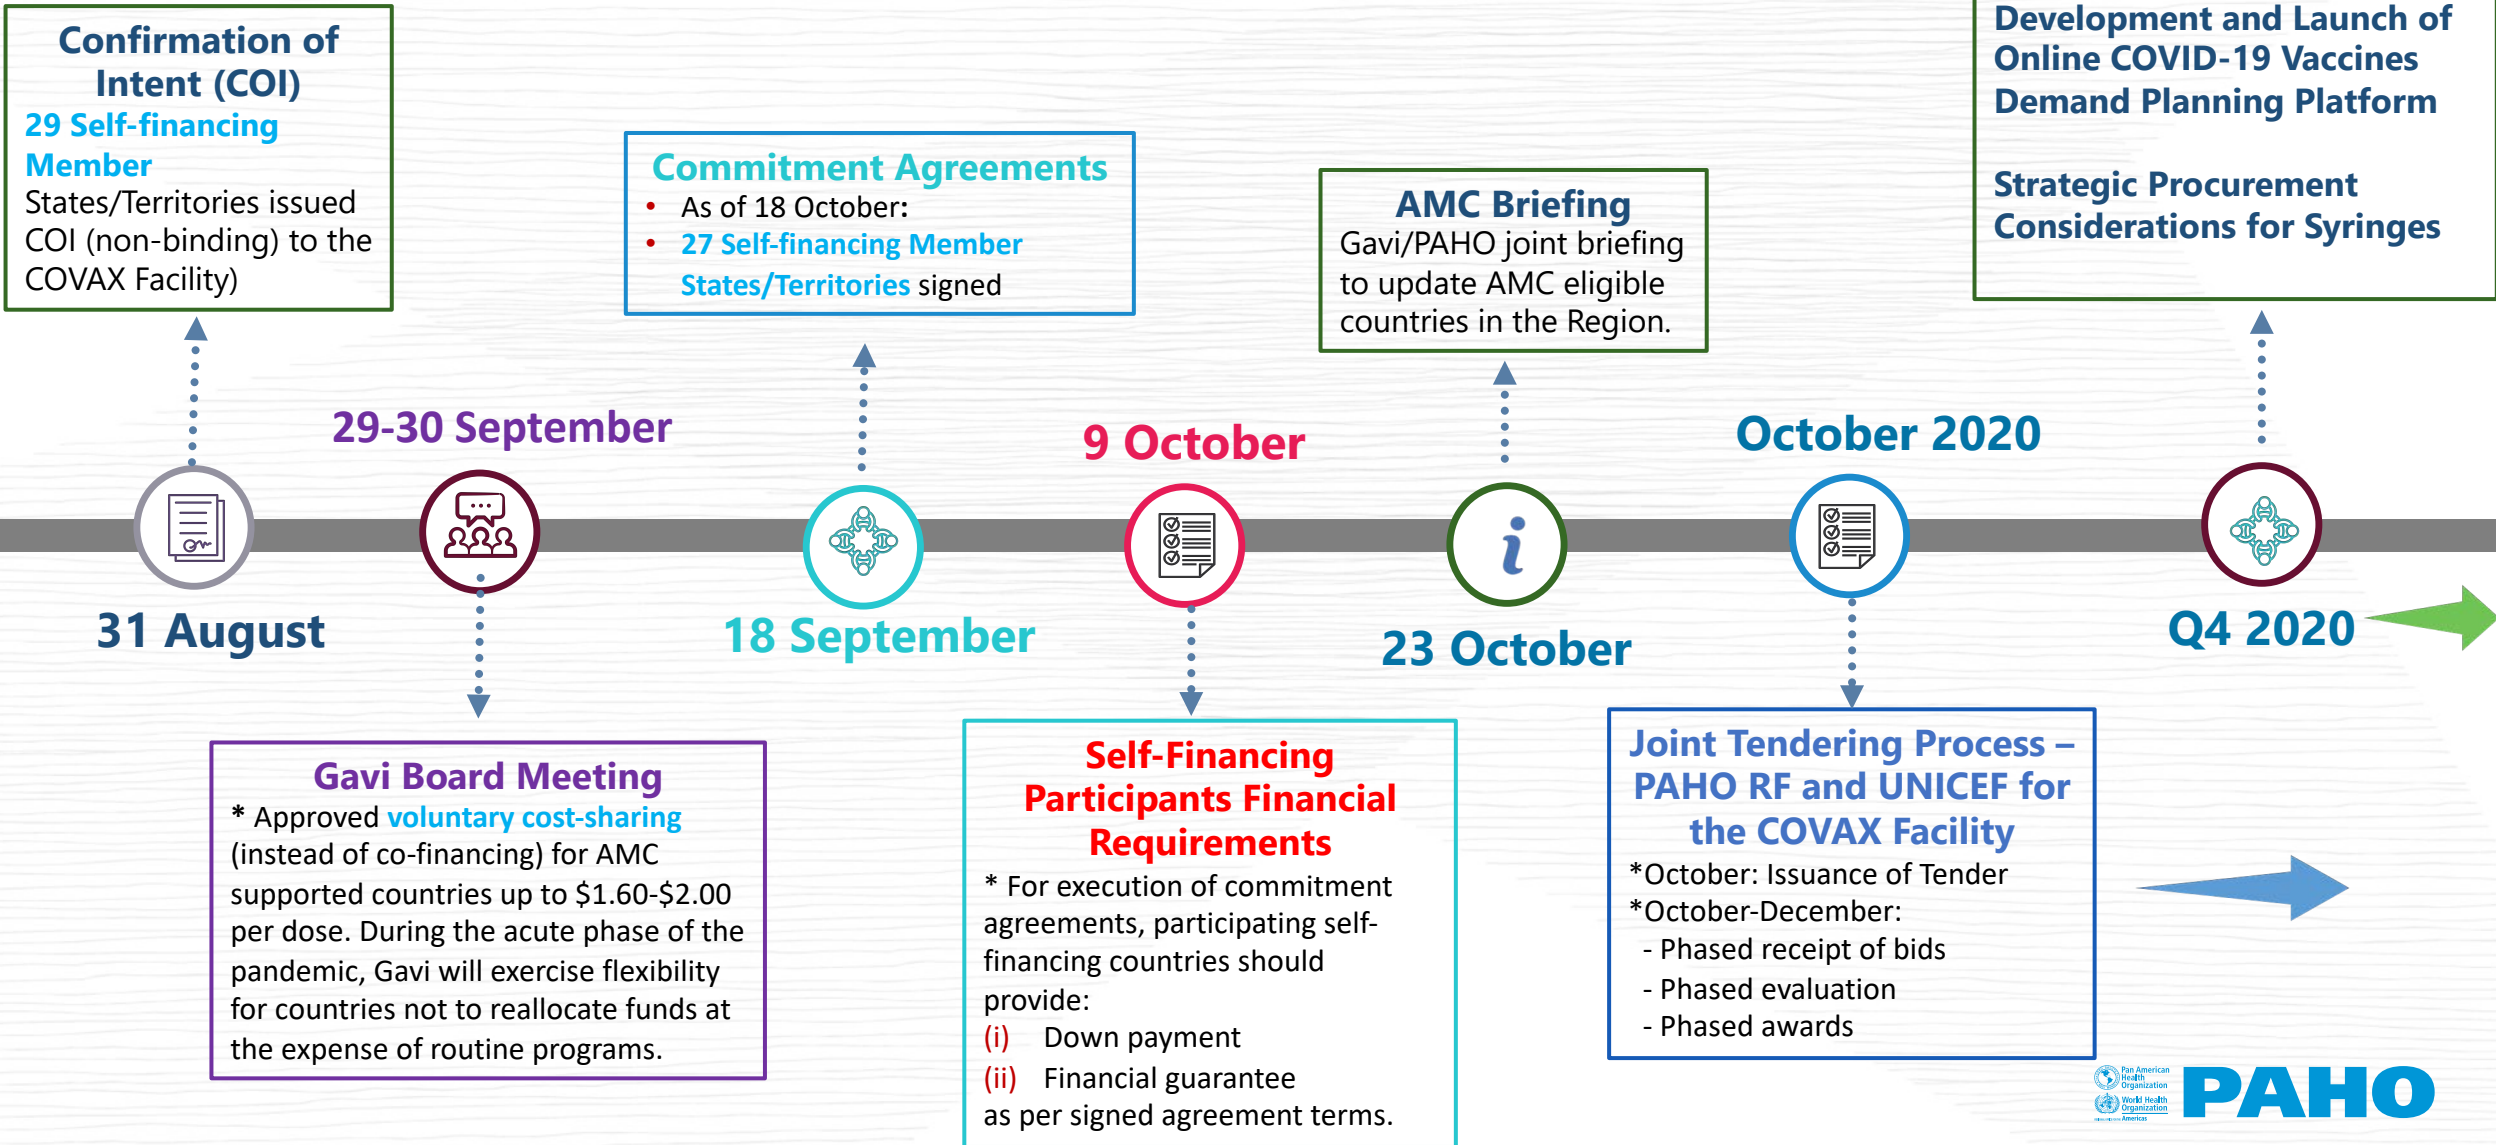 Confirmation of
Intent (COI)
29 Self-financing
Member
States/Territories issued
COI (non-binding) to the
COVAX Facility)
31 August
29-30 September
Gavi Board Meeting
* Approved voluntary cost-sharing
(instead of co-financing) for AMC
supported countries up to $1.60-$2.00
per dose. During the acute phase of the
pandemic, Gavi will exercise flexibility
for countries not to reallocate funds at
the expense of routine programs.
Commitment Agreements
• As of 18 October:
• 27 Self-financing Member
States/Territories signed
18 September
9 October
Self-Financing
Participants Financial
Requirements
* For execution of commitment
agreements, participating self-
financing countries should
provide:
(i) Down payment
(ii) Financial guarantee
as per signed agreement terms.
AMC Briefing
Gavi/PAHO joint briefing
to update AMC eligible
countries in the Region.
23 October
October 2020
Joint Tendering Process –
PAHO RF and UNICEF for
the COVAX Facility
*October: Issuance of Tender
*October-December:
- Phased receipt of bids
- Phased evaluation
- Phased awards
Development and Launch of
Online COVID-19 Vaccines
Demand Planning Platform
Strategic Procurement
Considerations for Syringes
Q4 2020
Pan American
Health
Organization
World Health
Organization
Americas
PAHO